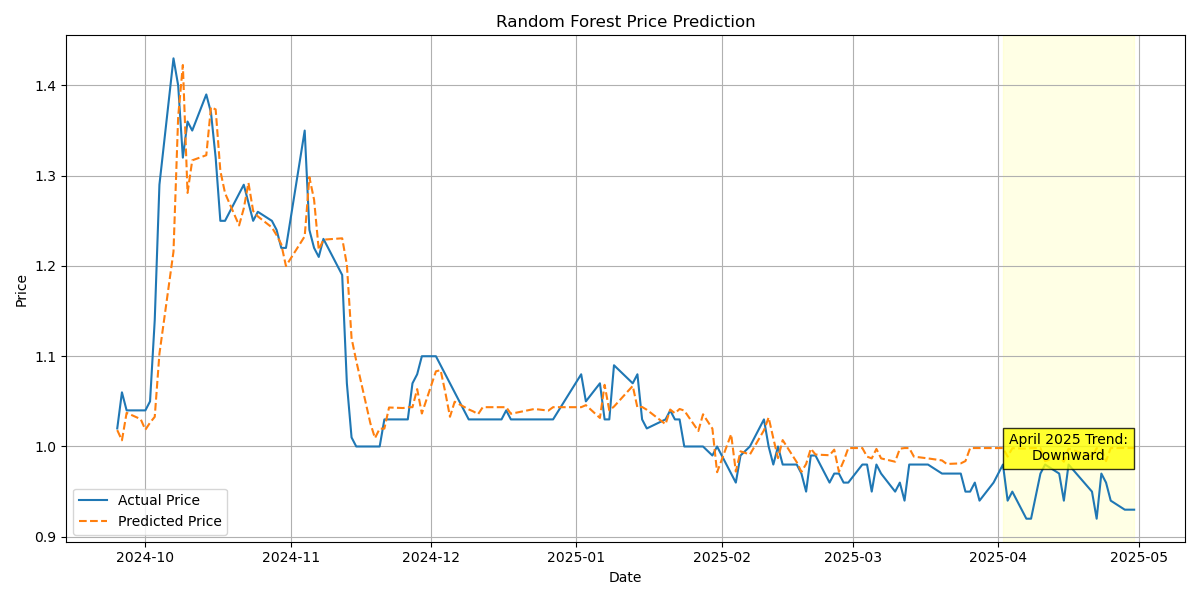 Random Forest Price Prediction
Price
1.4
1.3
1.2
1.1
1.0
0.9
April 2025 Trend:
Downward
Actual Price
Predicted Price
2024-10
2024-11
2024-12
2025-01
2025-02
2025-03
2025-04
2025-05
Date